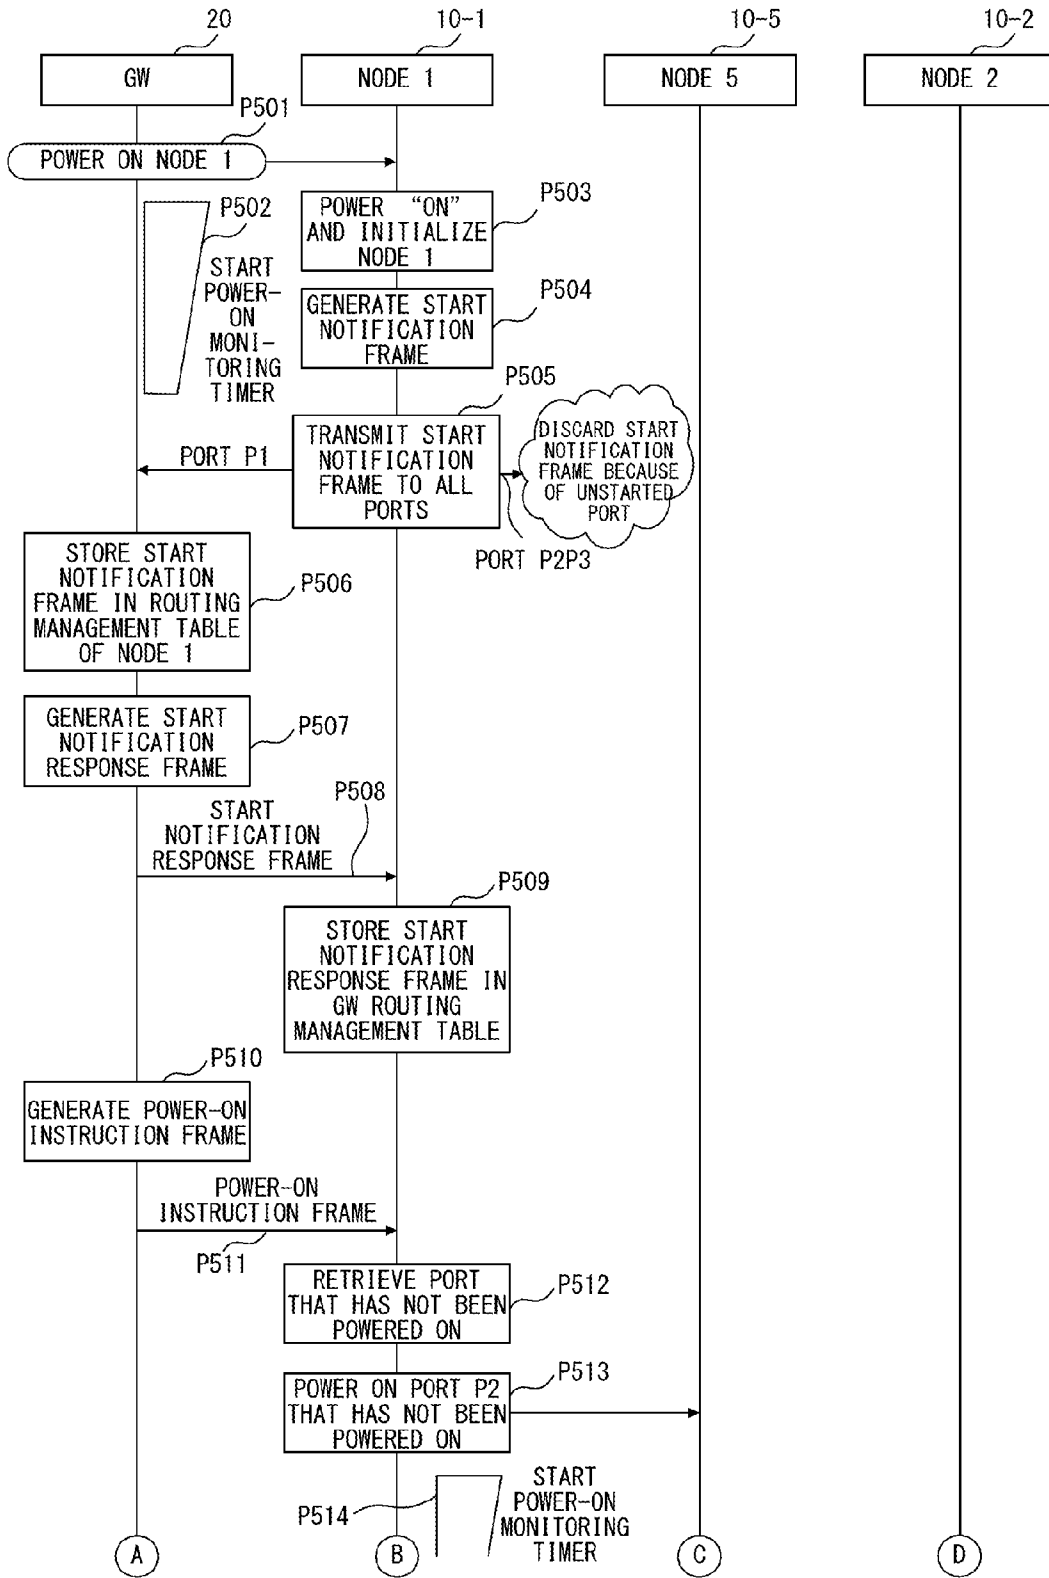 20
10-1
10-5
10-2
GW
NODE 1
NODE 5
NODE 2
P501
POWER ON NODE 1
P502
START
POWER-
ON
MONI-
TORING
TIMER
POWER “ON”
AND INITIALIZE
NODE 1
P503
GENERATE START
NOTIFICATION
FRAME
P504
P505
PORT P1
TRANSMIT START
NOTIFICATION
FRAME TO ALL
PORTS
DISCARD START
NOTIFICATION
FRAME BECAUSE
OF UNSTARTED
PORT
PORT P2P3
STORE START
NOTIFICATION
FRAME IN ROUTING
MANAGEMENT TABLE
OF NODE 1
P506
GENERATE START
NOTIFICATION
RESPONSE FRAME
P507
START
NOTIFICATION
RESPONSE FRAME
P508
P509
STORE START
NOTIFICATION
RESPONSE FRAME IN
GW ROUTING
MANAGEMENT TABLE
P510
GENERATE POWER-ON
INSTRUCTION FRAME
POWER-ON
INSTRUCTION FRAME
P511
RETRIEVE PORT
THAT HAS NOT BEEN
POWERED ON
P512
POWER ON PORT P2
THAT HAS NOT BEEN
POWERED ON
P513
P514
START
POWER-ON
MONITORING
TIMER
A
B
C
D